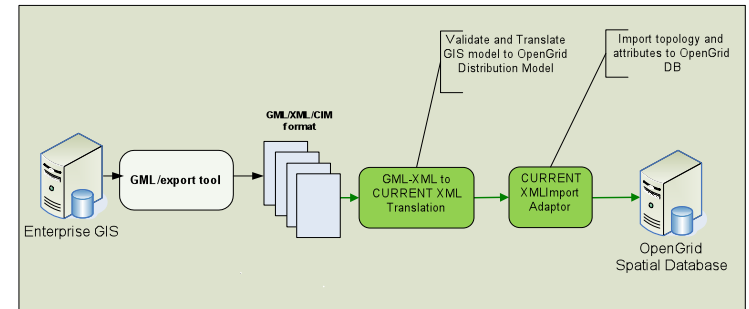 Validate and Translate
GIS model to OpenGrid
Distribution Model
Import topology and
attributes to OpenGrid
DB
GML/XML/CIM
format
GML/export tool
GML-XML to
CURRENT XML
Translation
CURRENT
XMLImport
Adaptor
Enterprise GIS
OpenGrid
Spatial Database